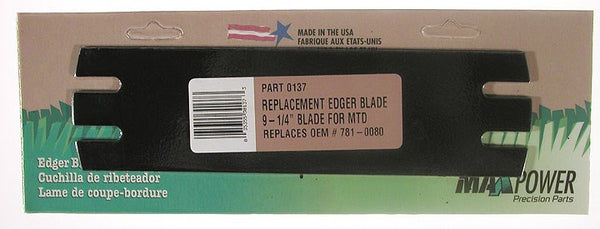 MADE IN THE USA
FABRIQUE AUX ETATS-UNIS
PART 0137
REPLACEMENT EDGER BLADE
9-1/4" BLADE FOR MTD
REPLACES OEM # 781-0080
Edger B
Cuchilla de ribeteador
Lame de coupe-bordure
MAXPOWER
Precision Parts